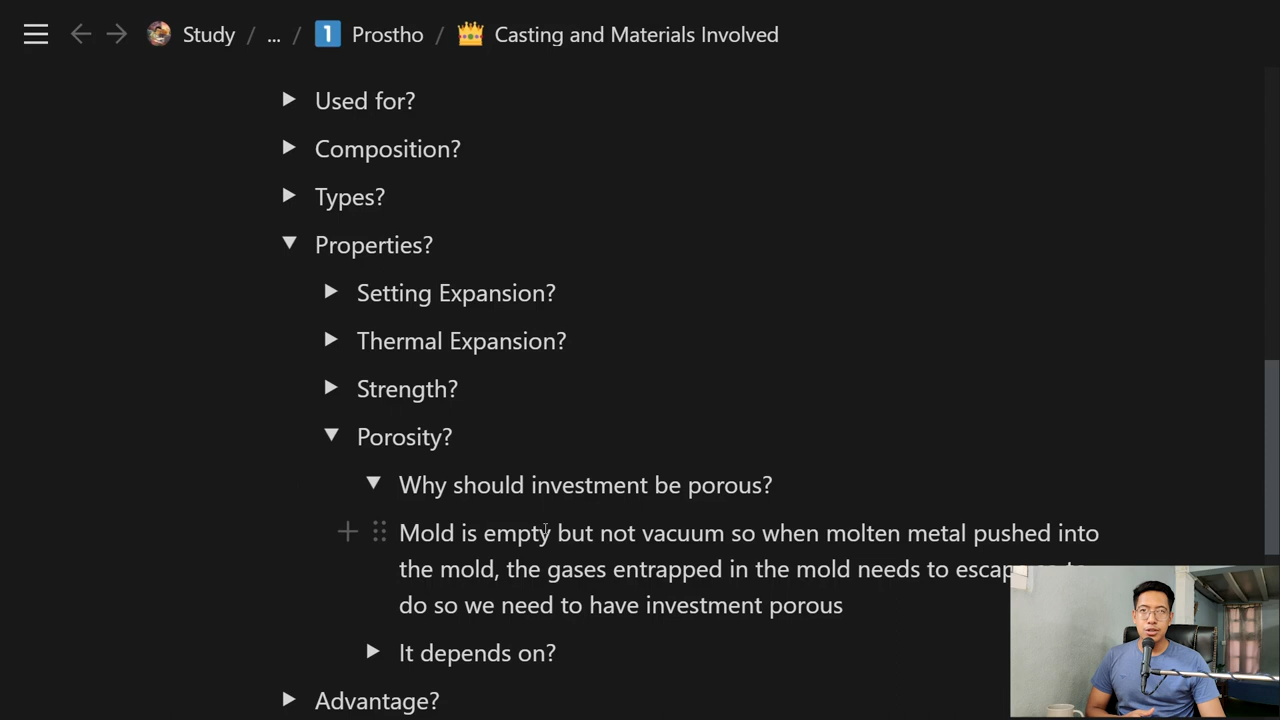 Study / ... / 1 Prostho / Casting and Materials Involved
Used for?
Composition?
Types?
Properties?
Setting Expansion?
Thermal Expansion?
Strength?
Porosity?
Why should investment be porous?
Mold is empty but not vacuum so when molten metal pushed into
the mold, the gases entrapped in the mold needs to
do so we need to have investment porous
It depends on?
Advantage?